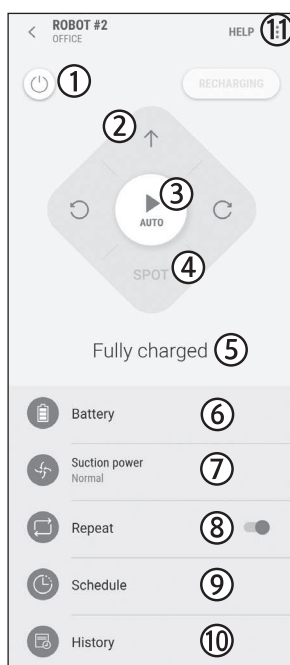 ROBOT #2
OFFICE
HELP 11
1
RECHARGING
2
3
AUTO
SPOT 4
Fully charged 5
Battery 6
Suction power
Normal
7
Repeat 8
Schedule 9
History 10